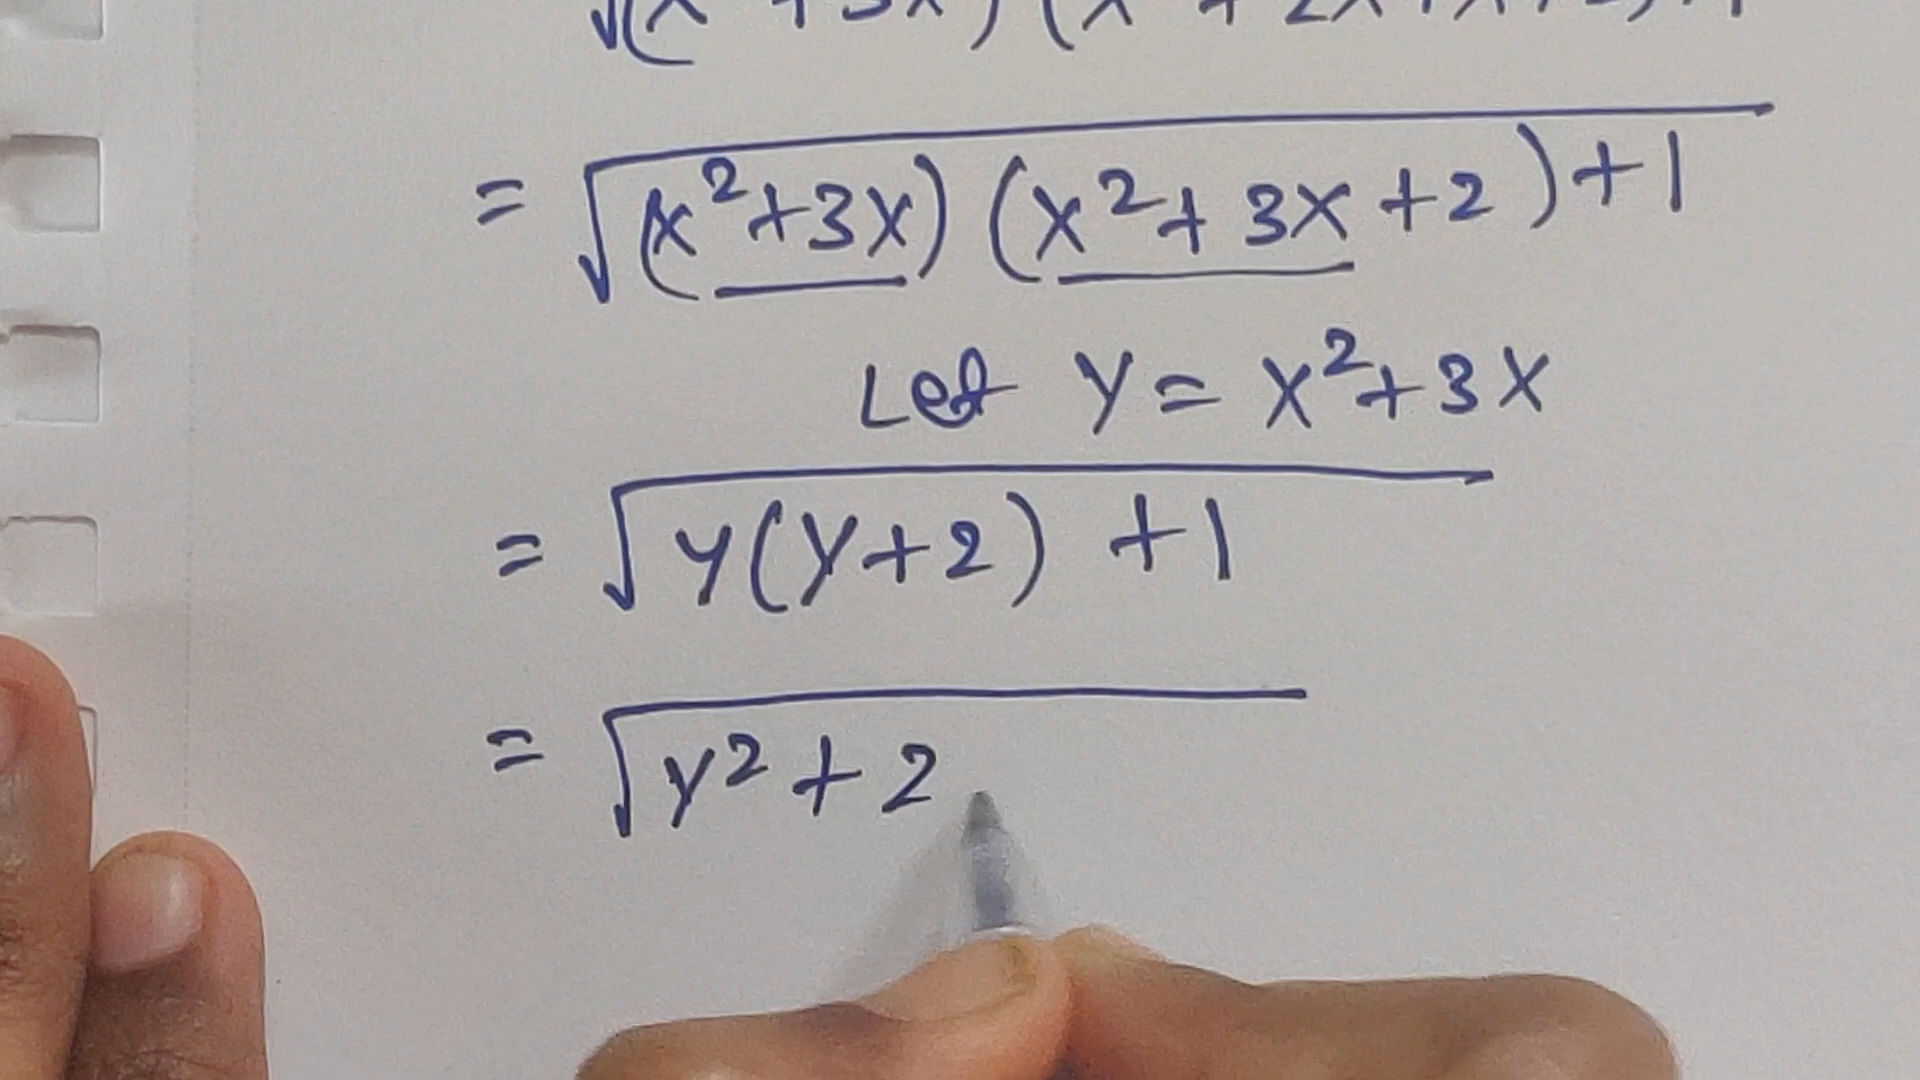 = √(x²+3x) (x²+3x+2)+1
Let y = x²+3x
= √y(y+2) +1
= √y²+2